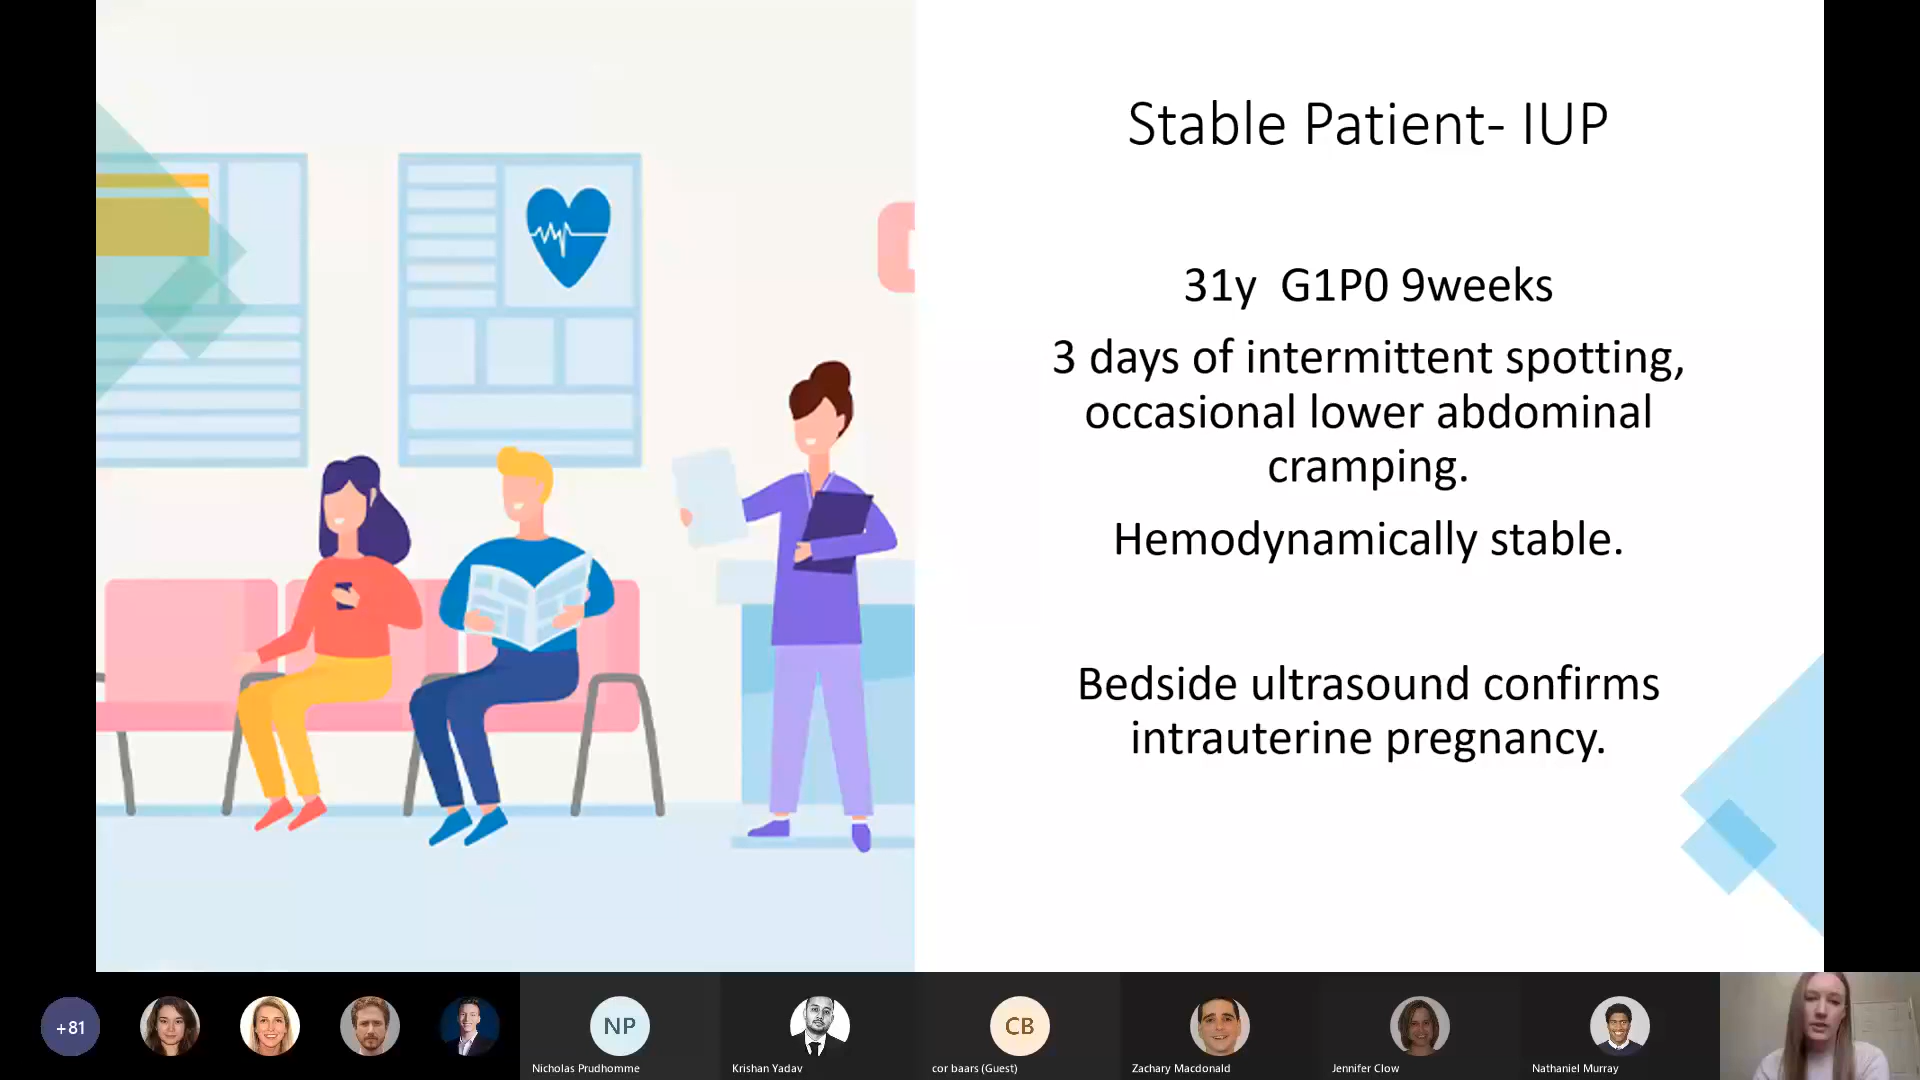 Stable Patient- IUP
31y  G1P0 9weeks
3 days of intermittent spotting,
occasional lower abdominal
cramping.
Hemodynamically stable.
Bedside ultrasound confirms
intrauterine pregnancy.
+81
NP
CB
Nicholas Prudhomme
Krishan Yadav
cor baars (Guest)
Zachary Macdonald
Jennifer Clow
Nathaniel Murray